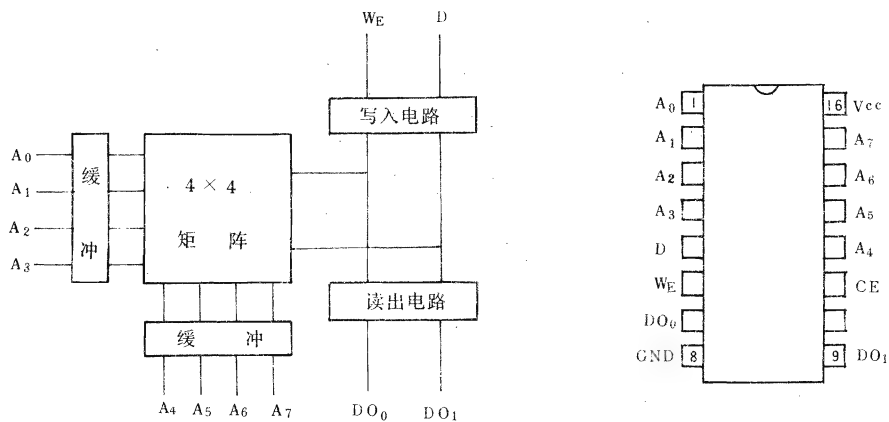 WE D
写入电路
A0
A1
A2
A3
缓
冲
4 × 4
矩 阵
读出电路
缓 冲
A4 A5 A6 A7 DO0 DO1
A0 1 16 Vcc
A1 A7
A2 A6
A3 A5
D A4
WE CE
DO0
GND 8 9 DO1